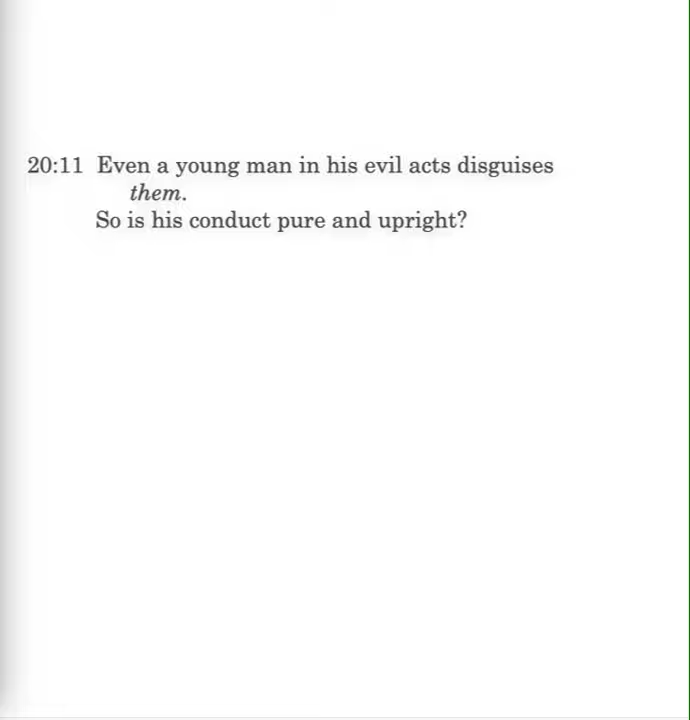 20:11 Even a young man in his evil acts disguises
them.
So is his conduct pure and upright?